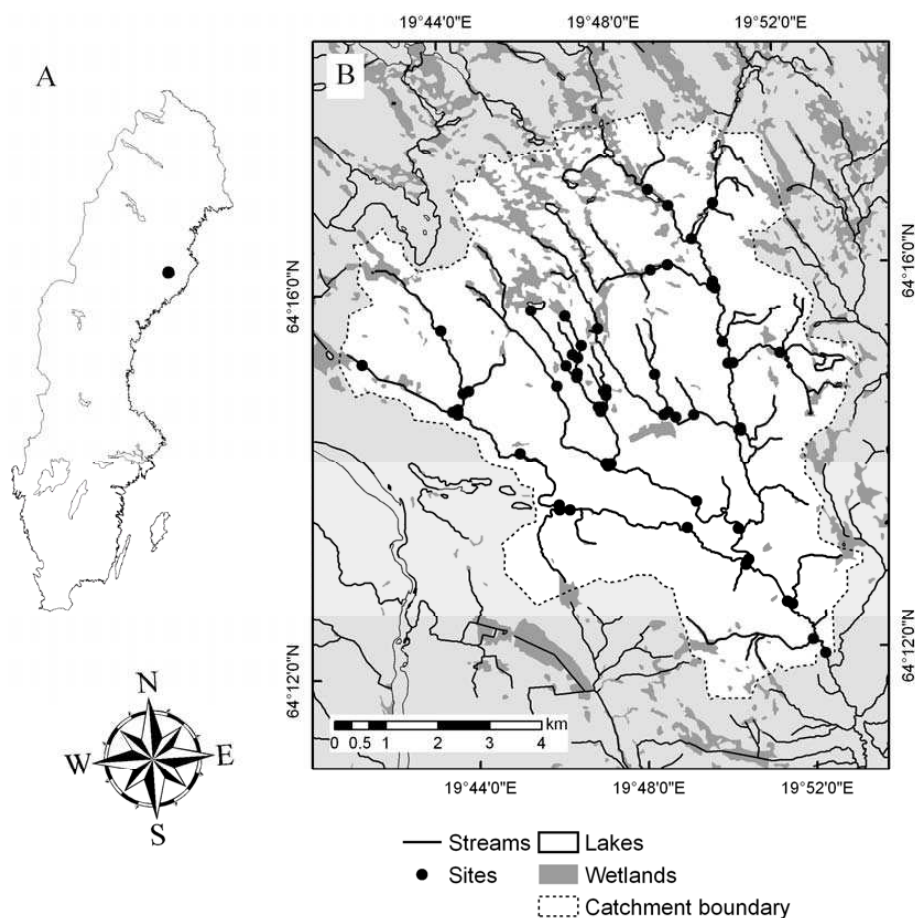 A
19°44'0"E 19°48'0"E 19°52'0"E
B
64°16'0"N
64°16'0"N
64°12'0"N
64°12'0"N
km
0 0.5 1 2 3 4
19°44'0"E 19°48'0"E 19°52'0"E
N
W E
S
Streams Lakes
Sites Wetlands
Catchment boundary